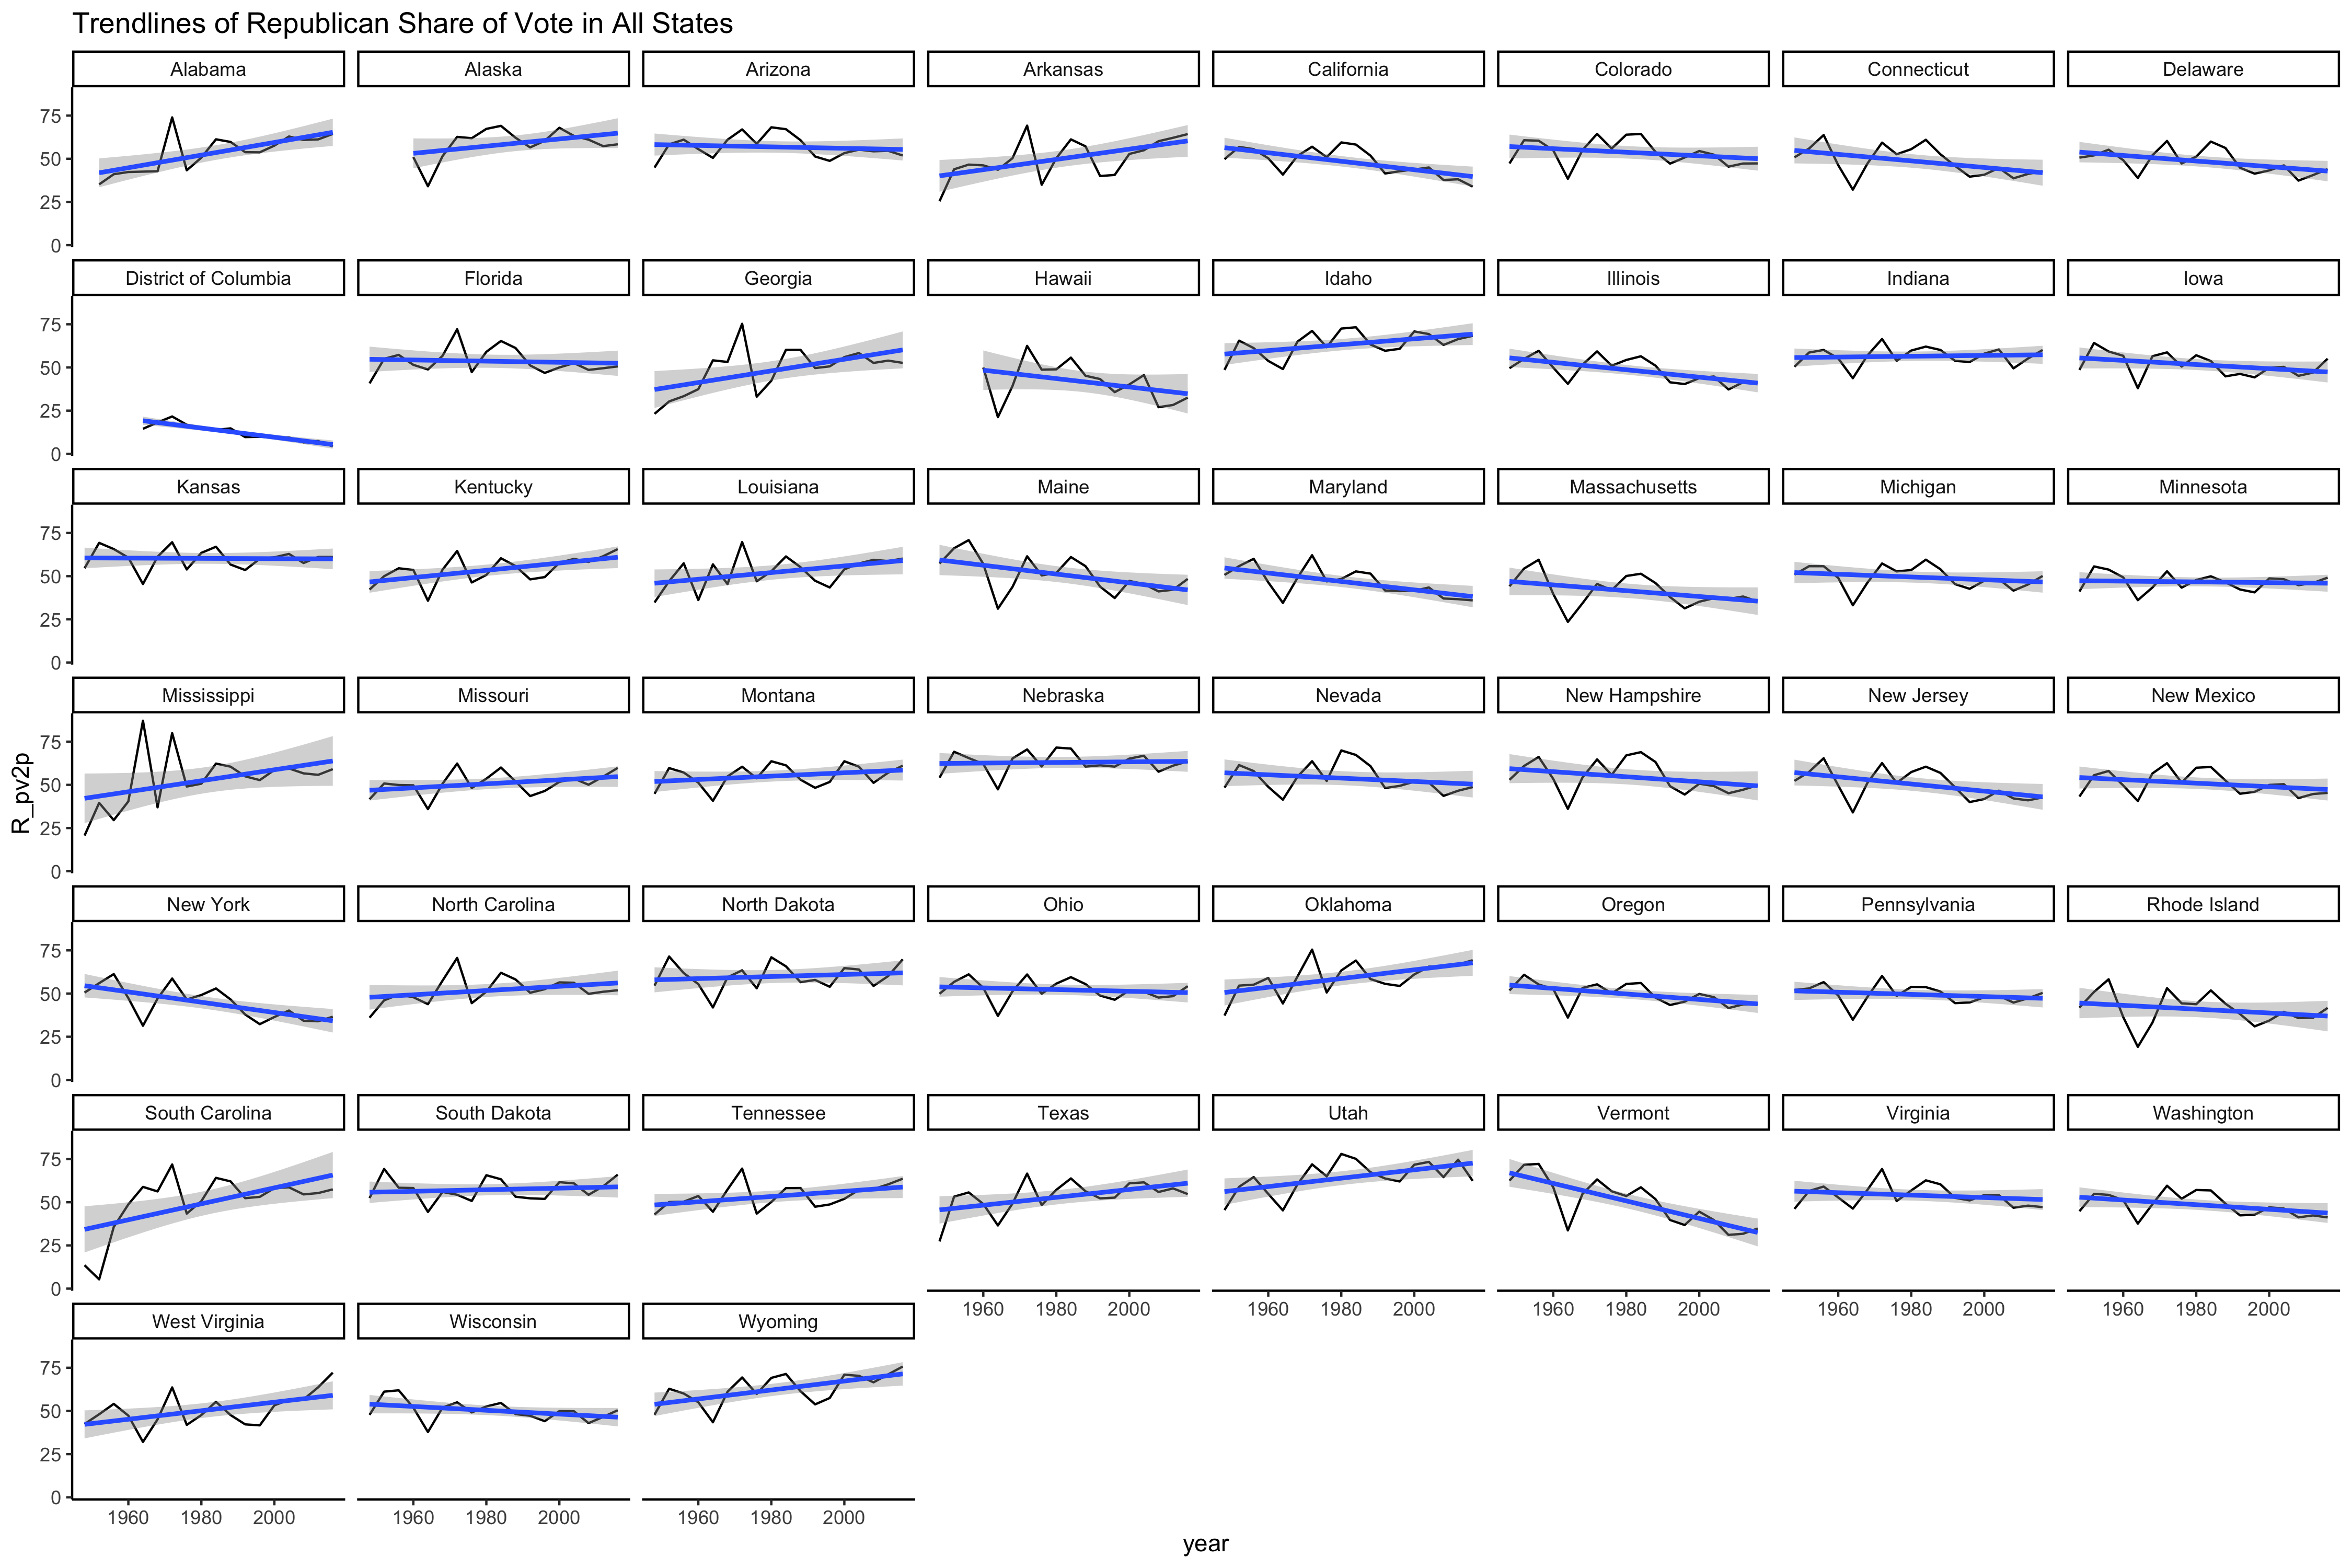 Trendlines of Republican Share of Vote in All States
Alabama Alaska Arizona Arkansas California Colorado Connecticut Delaware
75
50
25
0
District of Columbia Florida Georgia Hawaii Idaho Illinois Indiana Iowa
75
50
25
0
Kansas Kentucky Louisiana Maine Maryland Massachusetts Michigan Minnesota
75
50
25
0
Mississippi Missouri Montana Nebraska Nevada New Hampshire New Jersey New Mexico
75
R_pv2p
50
25
0
New York North Carolina North Dakota Ohio Oklahoma Oregon Pennsylvania Rhode Island
75
50
25
0
South Carolina South Dakota Tennessee Texas Utah Vermont Virginia Washington
75
50
25
0
1960 1980 2000 1960 1980 2000 1960 1980 2000 1960 1980 2000 1960 1980 2000
West Virginia Wisconsin Wyoming
75
50
25
0
1960 1980 2000 1960 1980 2000 1960 1980 2000
year